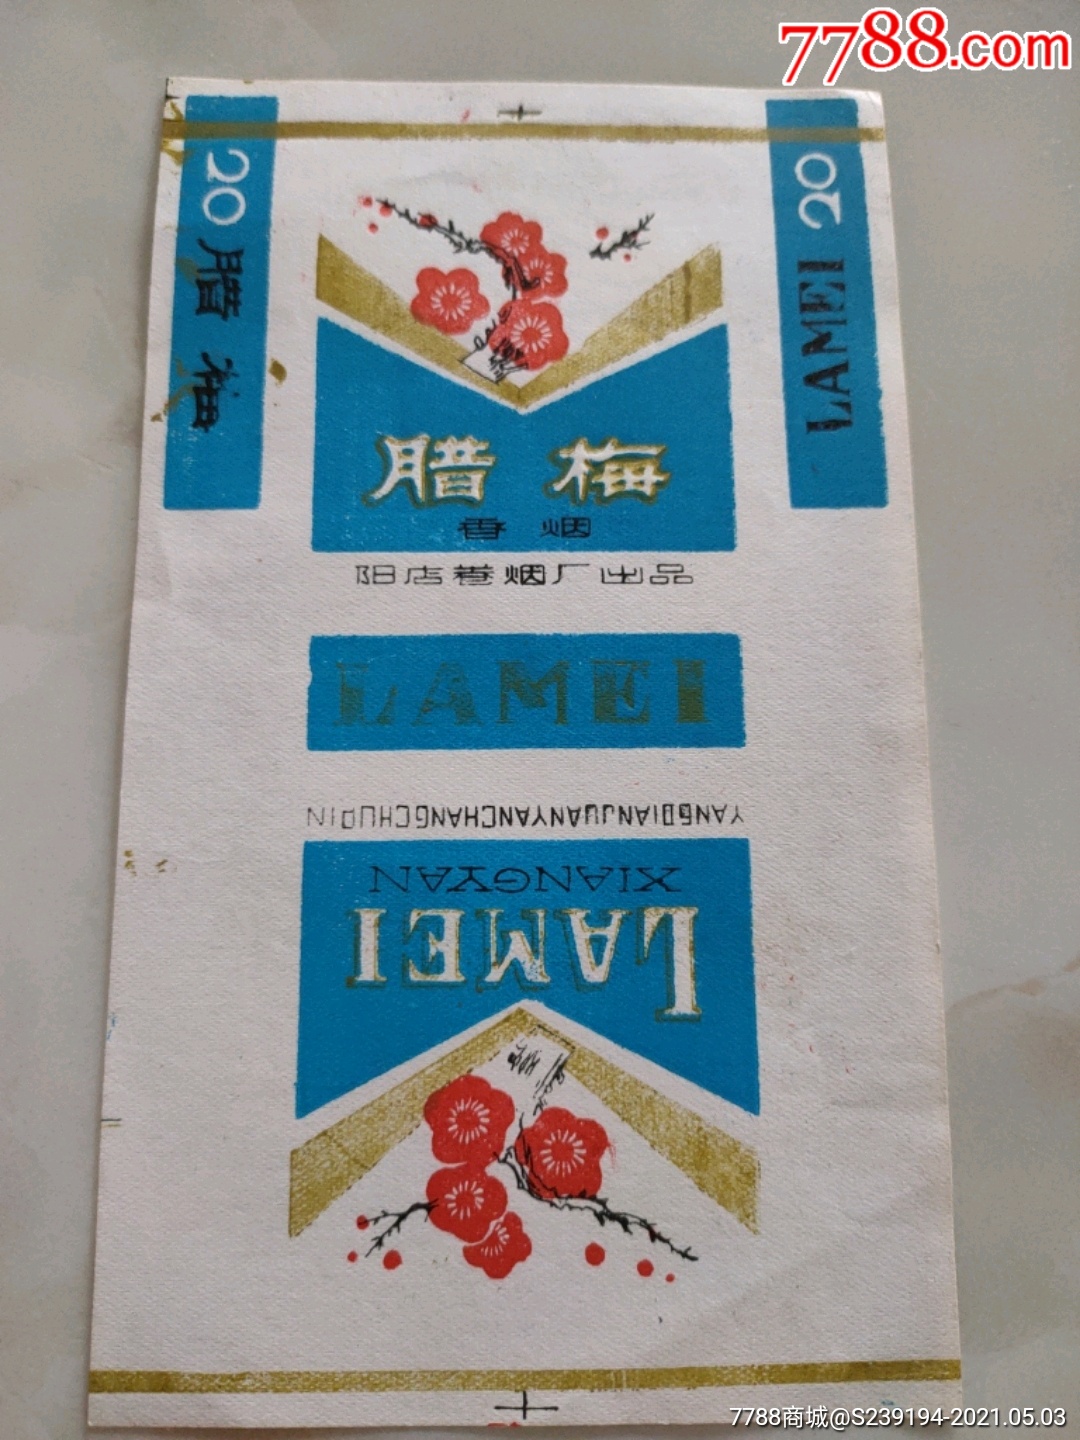 7788.com
20 腊梅
LAMEI 20
腊梅
香烟
阳店卷烟厂出品
LAMEI
YANGDIANJUANYANCHANGCHUPIN
XIANGYAN
LAMEI
7788商城@S239194-2021.05.03